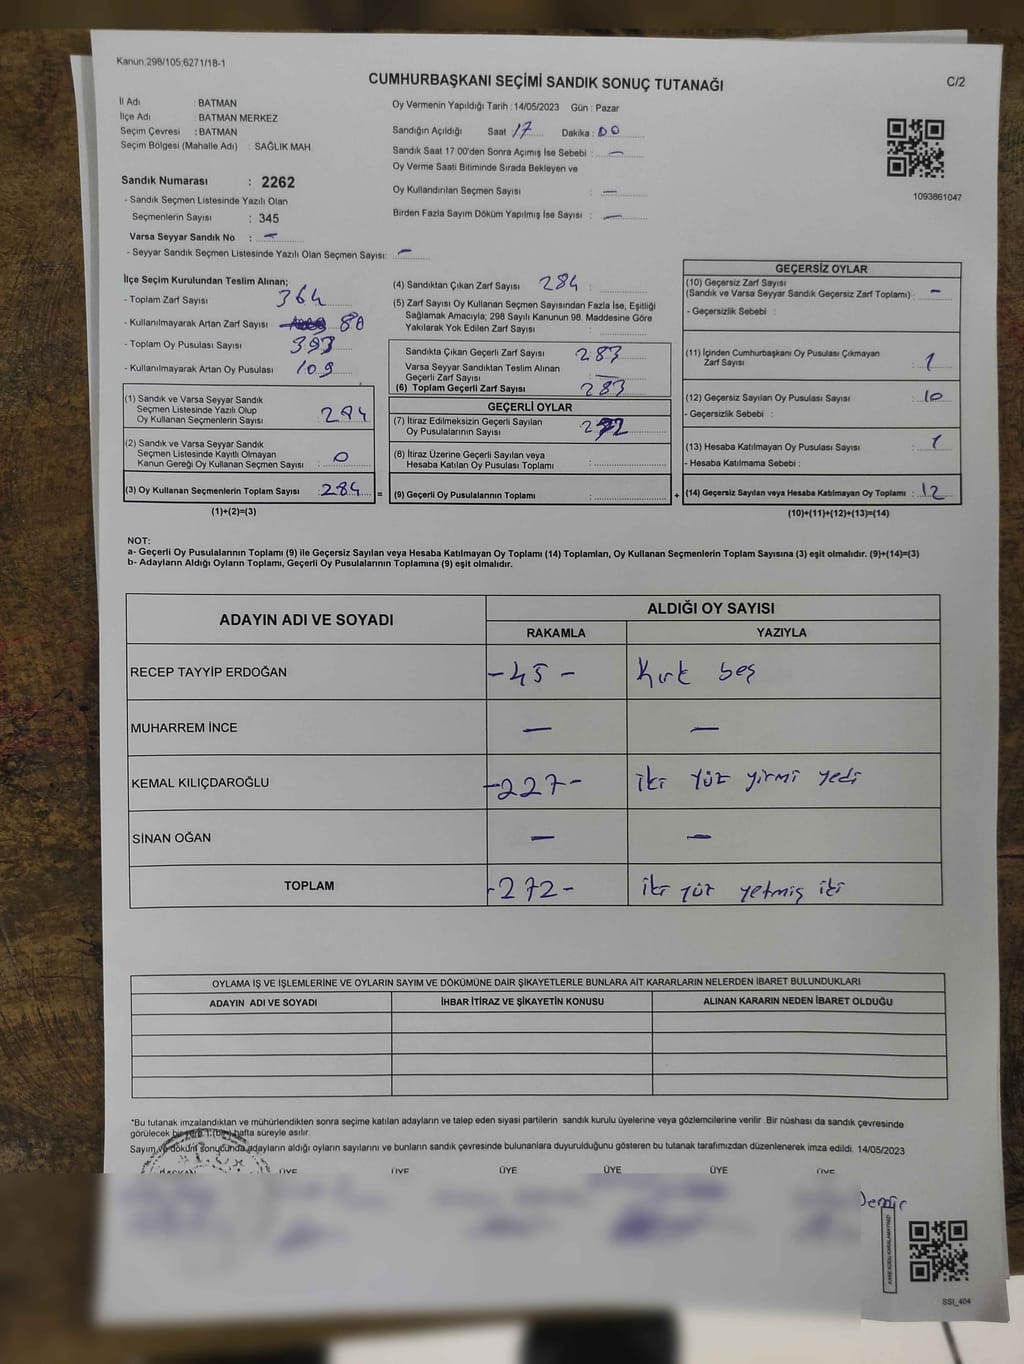 Kanun:298/105;6271/18-1
CUMHURBAŞKANI SEÇİMİ SANDIK SONUÇ TUTANAĞI
C/2
İl Adı : BATMAN
İlçe Adı : BATMAN MERKEZ
Seçim Çevresi : BATMAN
Seçim Bölgesi (Mahalle Adı) : SAĞLIK MAH
Sandık Numarası : 2262
- Sandık Seçmen Listesinde Yazılı Olan
Seçmenlerin Sayısı : 345
Varsa Seyyar Sandık No : -
- Seyyar Sandık Seçmen Listesinde Yazılı Olan Seçmen Sayısı: -
Oy Vermenin Yapıldığı Tarih :14/05/2023 Gün : Pazar
Sandığın Açıldığı Saat 17 Dakika : 00
Sandık Saat 17:00'den Sonra Açımış İse Sebebi : -
Oy Verme Saati Bitiminde Sırada Bekleyen ve
Oy Kullandırılan Seçmen Sayısı : -
Birden Fazla Sayım Döküm Yapılmış İse Sayısı : -
1093861047
İlçe Seçim Kurulundan Teslim Alınan;
- Toplam Zarf Sayısı 364
- Kullanılmayarak Artan Zarf Sayısı 80
- Toplam Oy Pusulası Sayısı 393
- Kullanılmayarak Artan Oy Pusulası 109
(1) Sandık ve Varsa Seyyar Sandık
Seçmen Listesinde Yazılı Olup
Oy Kullanan Seçmenlerin Sayısı : 284
(2) Sandık ve Varsa Seyyar Sandık
Seçmen Listesinde Kayıtlı Olmayan
Kanun Gereği Oy Kullanan Seçmen Sayısı : 0
(3) Oy Kullanan Seçmenlerin Toplam Sayısı : 284 =
(1)+(2)=(3)
(4) Sandıktan Çıkan Zarf Sayısı : 284
(5) Zarf Sayısı Oy Kullanan Seçmen Sayısından Fazla İse, Eşitliği
Sağlamak Amacıyla; 298 Sayılı Kanunun 98. Maddesine Göre
Yakılarak Yok Edilen Zarf Sayısı :
Sandıkta Çıkan Geçerli Zarf Sayısı : 283
Varsa Seyyar Sandıktan Teslim Alınan
Geçerli Zarf Sayısı : -
(6) Toplam Geçerli Zarf Sayısı : 283
GEÇERLİ OYLAR
(7) İtiraz Edilmeksizin Geçerli Sayılan
Oy Pusulalarının Sayısı : 272
(8) İtiraz Üzerine Geçerli Sayılan veya
Hesaba Katılan Oy Pusulası Toplamı :
(9) Geçerli Oy Pusulalarının Toplamı : +
GEÇERSİZ OYLAR
(10) Geçersiz Zarf Sayısı
(Sandık ve Varsa Seyyar Sandık Geçersiz Zarf Toplamı) : -
- Geçersizlik Sebebi :
(11) İçinden Cumhurbaşkanı Oy Pusulası Çıkmayan
Zarf Sayısı : 1
(12) Geçersiz Sayılan Oy Pusulası Sayısı : 10
- Geçersizlik Sebebi :
(13) Hesaba Katılmayan Oy Pusulası Sayısı : 1
- Hesaba Katılmama Sebebi :
(14) Geçersiz Sayılan veya Hesaba Katılmayan Oy Toplamı : 12
(10)+(11)+(12)+(13)=(14)
NOT:
a- Geçerli Oy Pusulalarının Toplamı (9) ile Geçersiz Sayılan veya Hesaba Katılmayan Oy Toplamı (14) Toplamları, Oy Kullanan Seçmenlerin Toplam Sayısına (3) eşit olmalıdır. (9)+(14)=(3)
b- Adayların Aldığı Oyların Toplamı, Geçerli Oy Pusulalarının Toplamına (9) eşit olmalıdır.
ADAYIN ADI VE SOYADI
ALDIĞI OY SAYISI
RAKAMLA YAZIYLA
RECEP TAYYİP ERDOĞAN -45- Kırk beş
MUHARREM İNCE - -
KEMAL KILIÇDAROĞLU -227- iki yüz yirmi yedi
SİNAN OĞAN - -
TOPLAM -272- iki yüz yetmiş iki
OYLAMA İŞ VE İŞLEMLERİNE VE OYLARIN SAYIM VE DÖKÜMÜNE DAİR ŞİKAYETLERLE BUNLARA AİT KARARLARIN NELERDEN İBARET BULUNDUKLARI
ADAYIN ADI VE SOYADI İHBAR İTİRAZ VE ŞİKAYETİN KONUSU ALINAN KARARIN NEDEN İBARET OLDUĞU
*Bu tutanak imzalandıktan ve mühürlendikten sonra seçime katılan adayların ve talep eden siyasi partilerin sandık kurulu üyelerine veya gözlemcilerine verilir. Bir nüshası da sandık çevresinde
görülecek bir yere 1 (bir) hafta süreyle asılır.
Sayım ve döküm sonucunda adayların aldığı oyların sayılarını ve bunların sandık çevresinde bulunanlara duyurulduğunu gösteren bu tutanak tarafımızdan düzenlenerek imza edildi. 14/05/2023
BAŞKAN ÜYE ÜYE ÜYE ÜYE ÜYE ÜYE
Demir
SSI_404